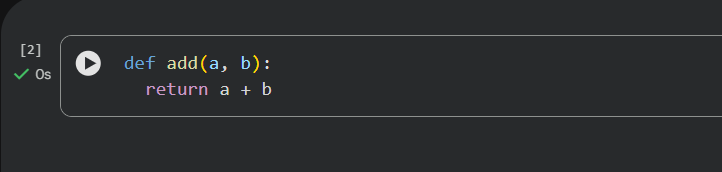 [2]
0s
def add(a, b):
  return a + b